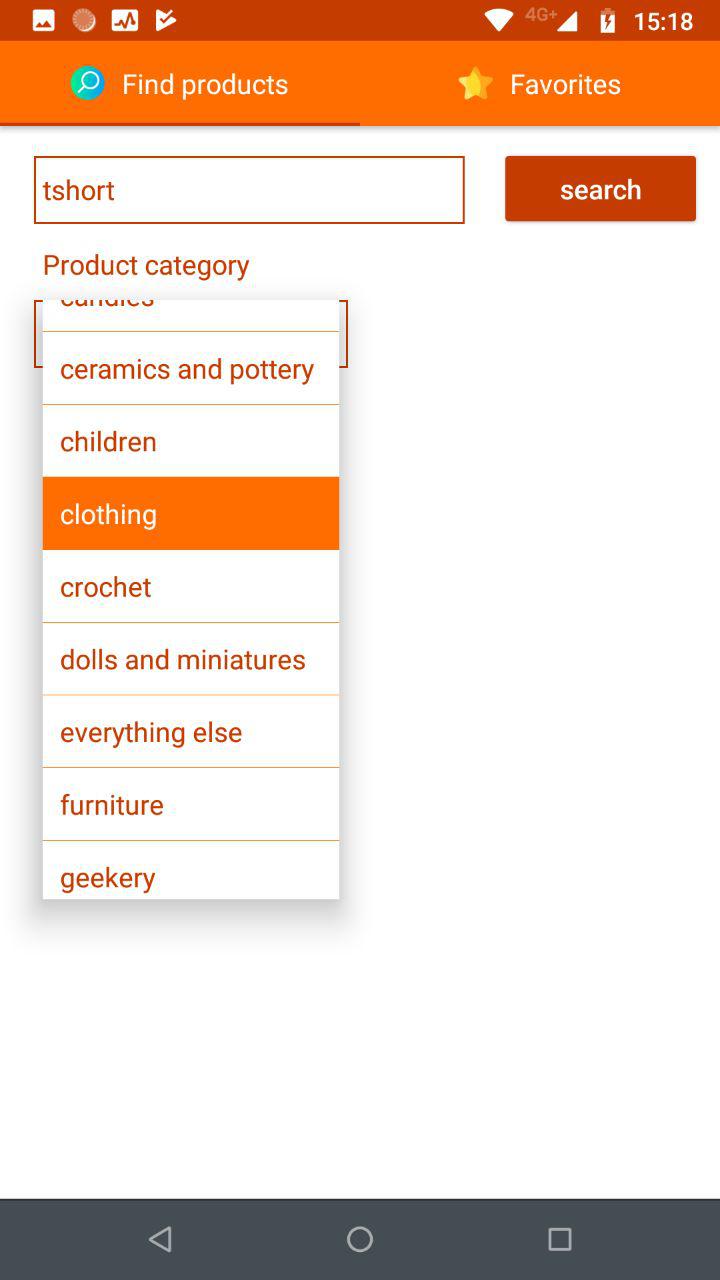 4G+ 15:18
Find products Favorites
tshort search
Product category
candies
ceramics and pottery
children
clothing
crochet
dolls and miniatures
everything else
furniture
geekery